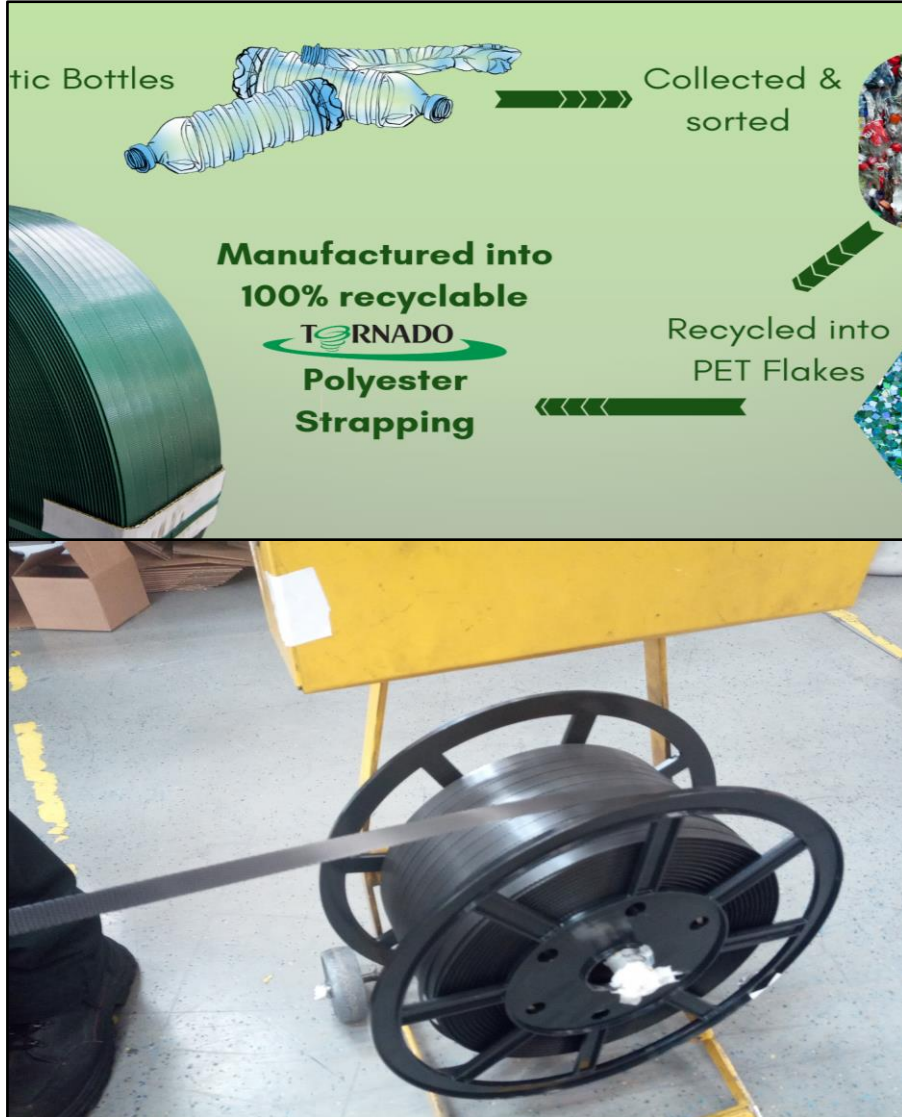 tic Bottles
Collected &
sorted
Manufactured into
100% recyclable
TORNADO
Polyester
Strapping
Recycled into
PET Flakes